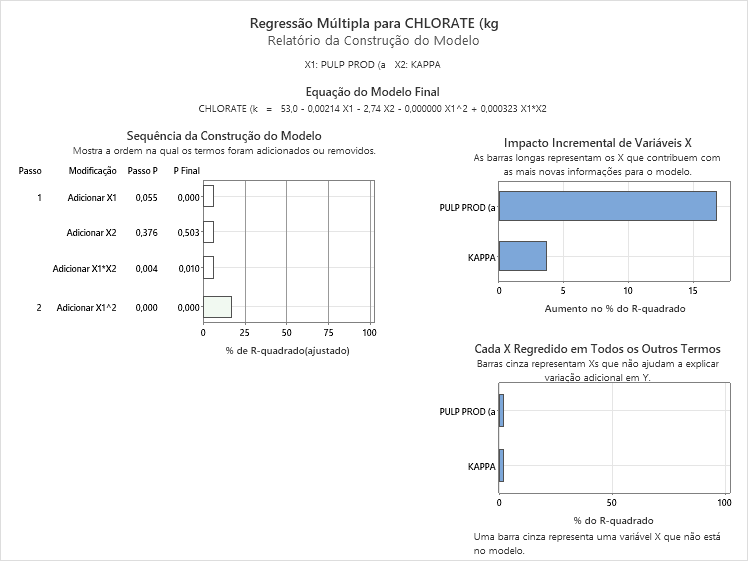 Regressão Múltipla para CHLORATE (kg
Relatório da Construção do Modelo
X1: PULP PROD (a   X2: KAPPA
Equação do Modelo Final
CHLORATE (k   =   53,0 - 0,00214 X1 - 2,74 X2 - 0,000000 X1^2 + 0,000323 X1*X2
Sequência da Construção do Modelo
Mostra a ordem na qual os termos foram adicionados ou removidos.
Passo   Modificação   Passo P   P Final
1   Adicionar X1   0,055   0,000
Adicionar X2   0,376   0,503
Adicionar X1*X2   0,004   0,010
2   Adicionar X1^2   0,000   0,000
0   25   50   75   100
% de R-quadrado(ajustado)
Impacto Incremental de Variáveis X
As barras longas representam os X que contribuem com
as mais novas informações para o modelo.
PULP PROD (a
KAPPA
0   5   10   15
Aumento no % do R-quadrado
Cada X Regredido em Todos os Outros Termos
Barras cinza representam Xs que não ajudam a explicar
variação adicional em Y.
PULP PROD (a
KAPPA
0   50   100
% do R-quadrado
Uma barra cinza representa uma variável X que não está
no modelo.